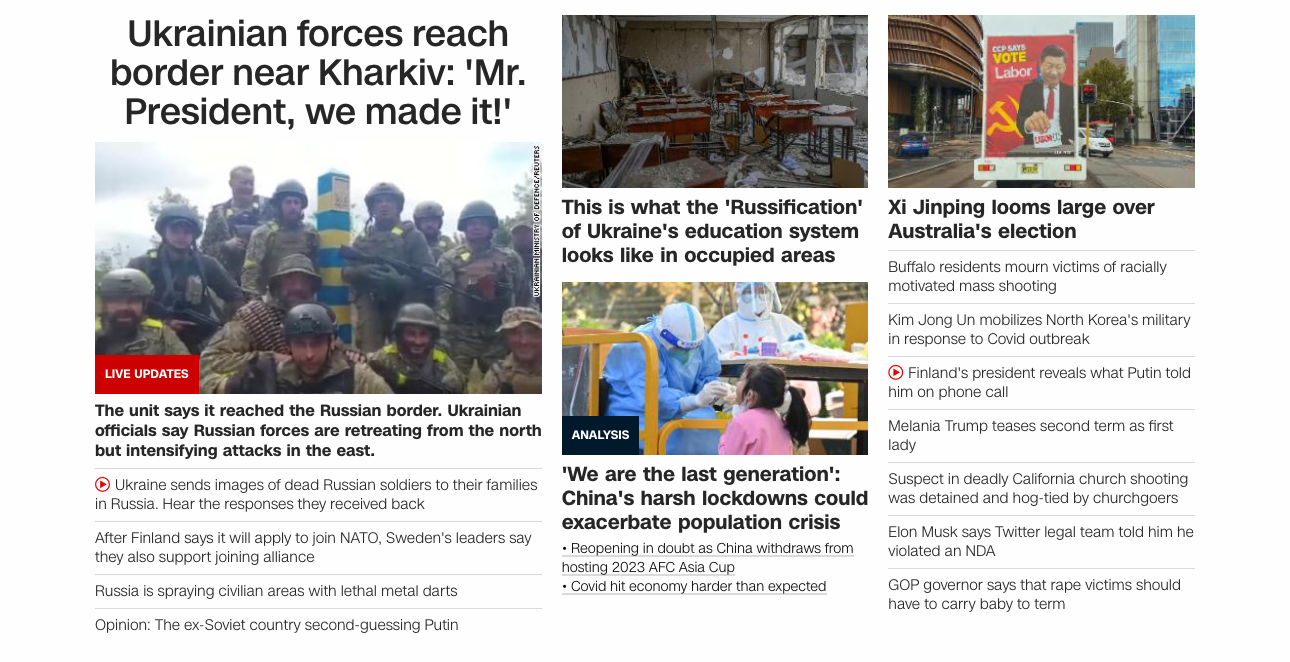 Ukrainian forces reach
border near Kharkiv: 'Mr.
President, we made it!'
UKRAINIAN MINISTRY OF DEFENCE/REUTERS
LIVE UPDATES
The unit says it reached the Russian border. Ukrainian
officials say Russian forces are retreating from the north
but intensifying attacks in the east.
Ukraine sends images of dead Russian soldiers to their families
in Russia. Hear the responses they received back
After Finland says it will apply to join NATO, Sweden's leaders say
they also support joining alliance
Russia is spraying civilian areas with lethal metal darts
Opinion: The ex-Soviet country second-guessing Putin
This is what the 'Russification'
of Ukraine's education system
looks like in occupied areas
ANALYSIS
'We are the last generation':
China's harsh lockdowns could
exacerbate population crisis
• Reopening in doubt as China withdraws from
hosting 2023 AFC Asia Cup
• Covid hit economy harder than expected
CCP SAYS
VOTE
Labor
Xi Jinping looms large over
Australia's election
Buffalo residents mourn victims of racially
motivated mass shooting
Kim Jong Un mobilizes North Korea's military
in response to Covid outbreak
Finland's president reveals what Putin told
him on phone call
Melania Trump teases second term as first
lady
Suspect in deadly California church shooting
was detained and hog-tied by churchgoers
Elon Musk says Twitter legal team told him he
violated an NDA
GOP governor says that rape victims should
have to carry baby to term